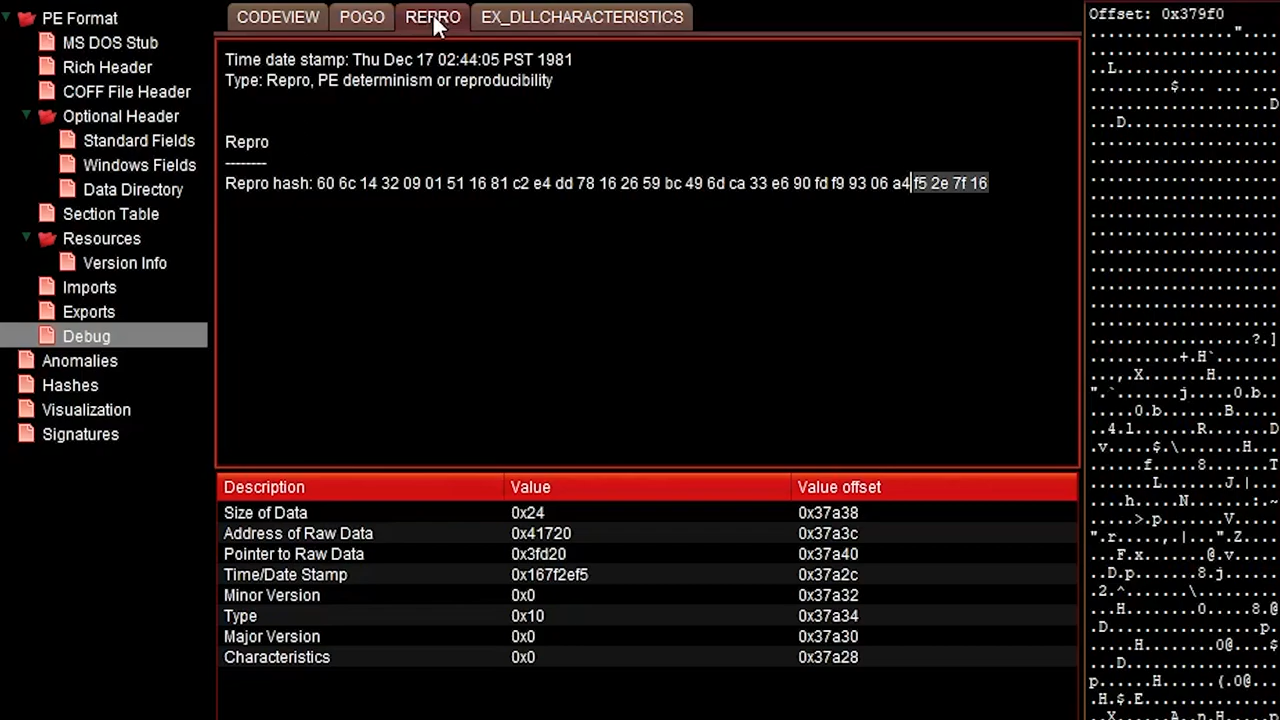 PE Format
MS DOS Stub
Rich Header
COFF File Header
Optional Header
Standard Fields
Windows Fields
Data Directory
Section Table
Resources
Version Info
Imports
Exports
Debug
Anomalies
Hashes
Visualization
Signatures
CODEVIEW POGO REPRO EX_DLLCHARACTERISTICS
Time date stamp: Thu Dec 17 02:44:05 PST 1981
Type: Repro, PE determinism or reproducibility
Repro
--------
Repro hash: 60 6c 14 32 09 01 51 16 81 c2 e4 dd 78 16 26 59 bc 49 6d ca 33 e6 90 fd f9 93 06 a4 f5 2e 7f 16
Description Value Value offset
Size of Data 0x24 0x37a38
Address of Raw Data 0x41720 0x37a3c
Pointer to Raw Data 0x3fd20 0x37a40
Time/Date Stamp 0x167f2ef5 0x37a2c
Minor Version 0x0 0x37a32
Type 0x10 0x37a34
Major Version 0x0 0x37a30
Characteristics 0x0 0x37a28
Offset: 0x379f0